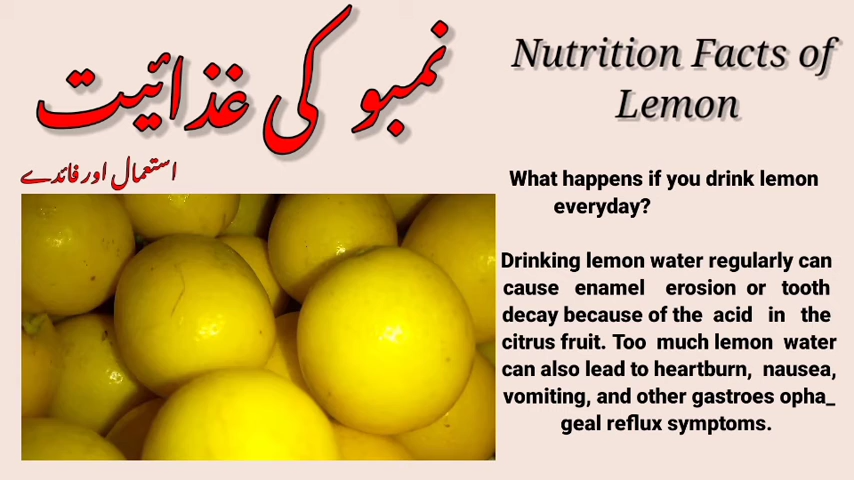 نمبو کی غذائیت
استعمال اور فائدے
Nutrition Facts of
Lemon
What happens if you drink lemon
everyday?
Drinking lemon water regularly can
cause enamel erosion or tooth
decay because of the acid in the
citrus fruit. Too much lemon water
can also lead to heartburn, nausea,
vomiting, and other gastroes opha_
geal reflux symptoms.